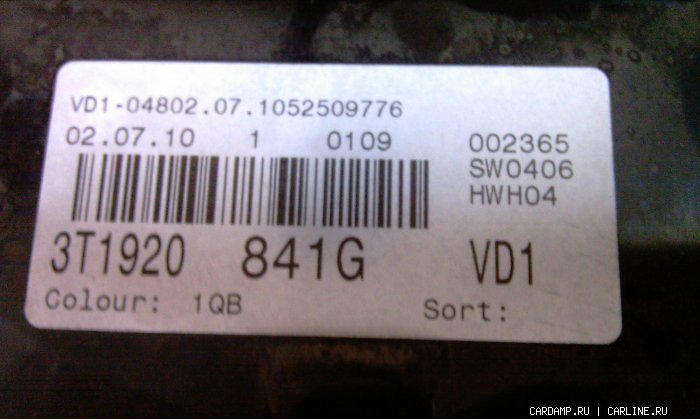 VD1-04802.07.1052509776
02.07.10 1 0109 002365
SW0406
HWH04
3T1920 841G VD1
Colour: 1QB Sort:
CARDAMP.RU | CARLINE.RU